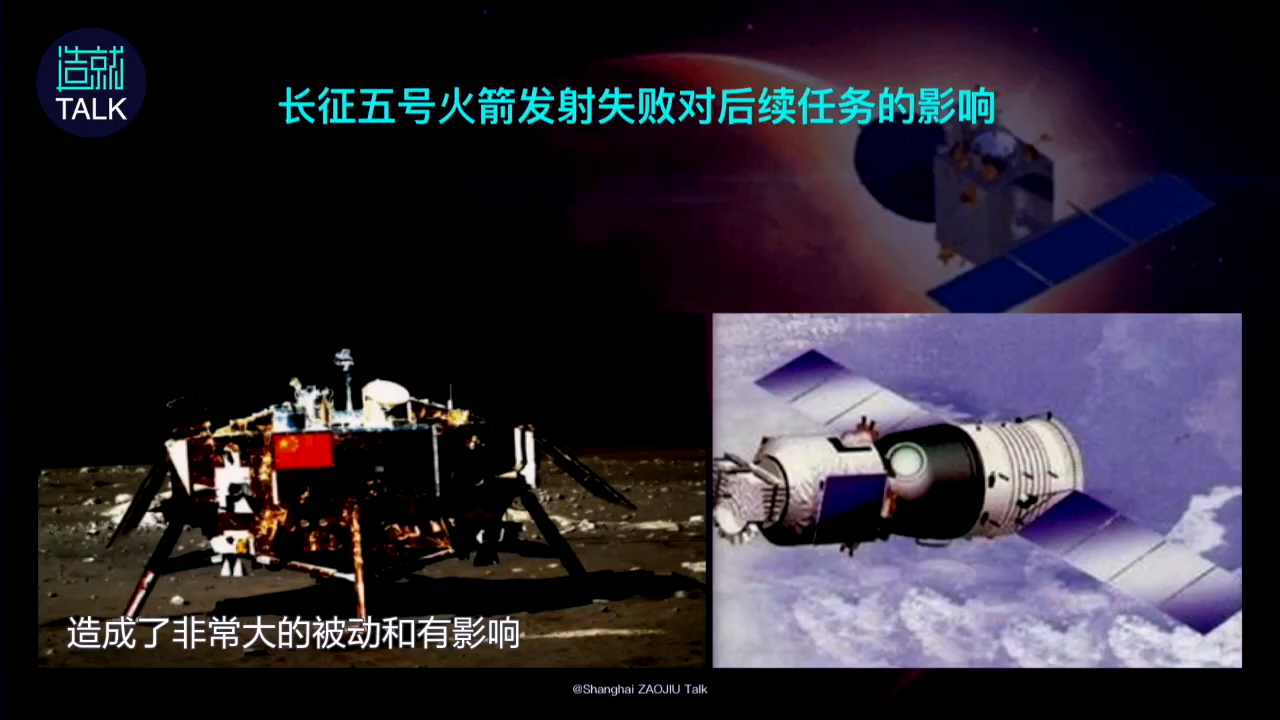 造就
TALK
长征五号火箭发射失败对后续任务的影响
造成了非常大的被动和有影响
@Shanghai ZAOJIU Talk